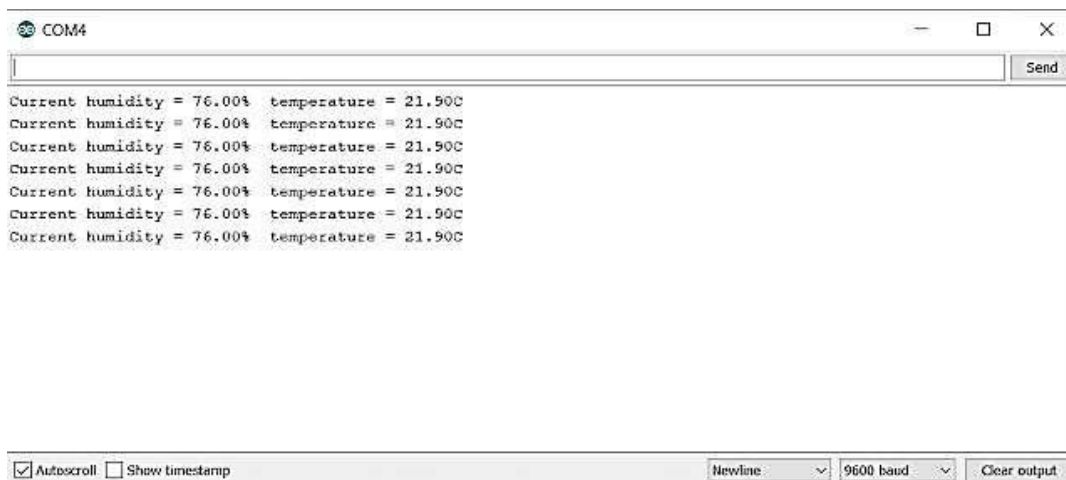 COM4
Send
Current humidity = 76.00%  temperature = 21.90C
Current humidity = 76.00%  temperature = 21.90C
Current humidity = 76.00%  temperature = 21.90C
Current humidity = 76.00%  temperature = 21.90C
Current humidity = 76.00%  temperature = 21.90C
Current humidity = 76.00%  temperature = 21.90C
Current humidity = 76.00%  temperature = 21.90C
Autoscroll Show timestamp Newline 9600 baud Clear output